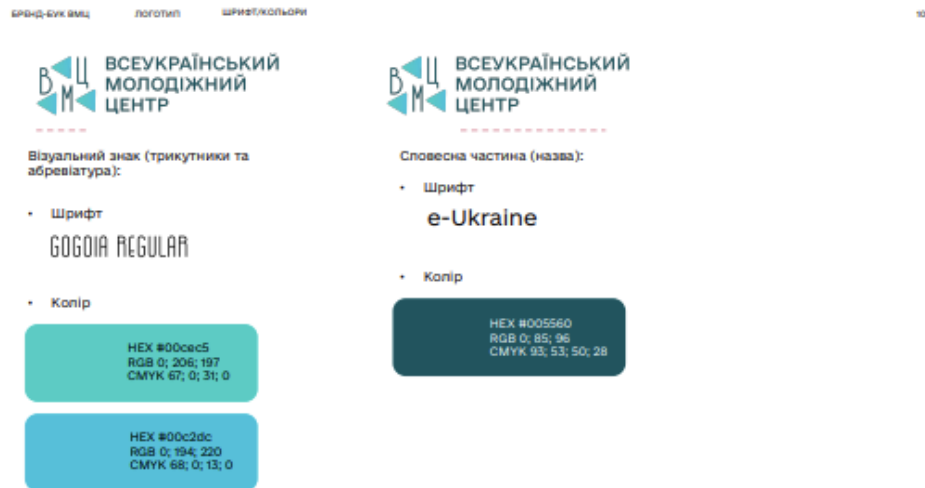 БРЕНД-БУК ВМЦ
ЛОГОТИП
ШРИФТ/КОЛЬОРИ
10
В Ц
В М
ВСЕУКРАЇНСЬКИЙ
МОЛОДІЖНИЙ
ЦЕНТР
Візуальний знак (трикутники та
абревіатура):
• Шрифт
GOGOIA REGULAR
• Колір
HEX #00cec5
RGB 0; 206; 197
CMYK 67; 0; 31; 0
HEX #00c2dc
RGB 0; 194; 220
CMYK 68; 0; 13; 0
В Ц
М
ВСЕУКРАЇНСЬКИЙ
МОЛОДІЖНИЙ
ЦЕНТР
Словесна частина (назва):
• Шрифт
e-Ukraine
• Колір
HEX #005560
RGB 0; 85; 96
CMYK 93; 53; 50; 28